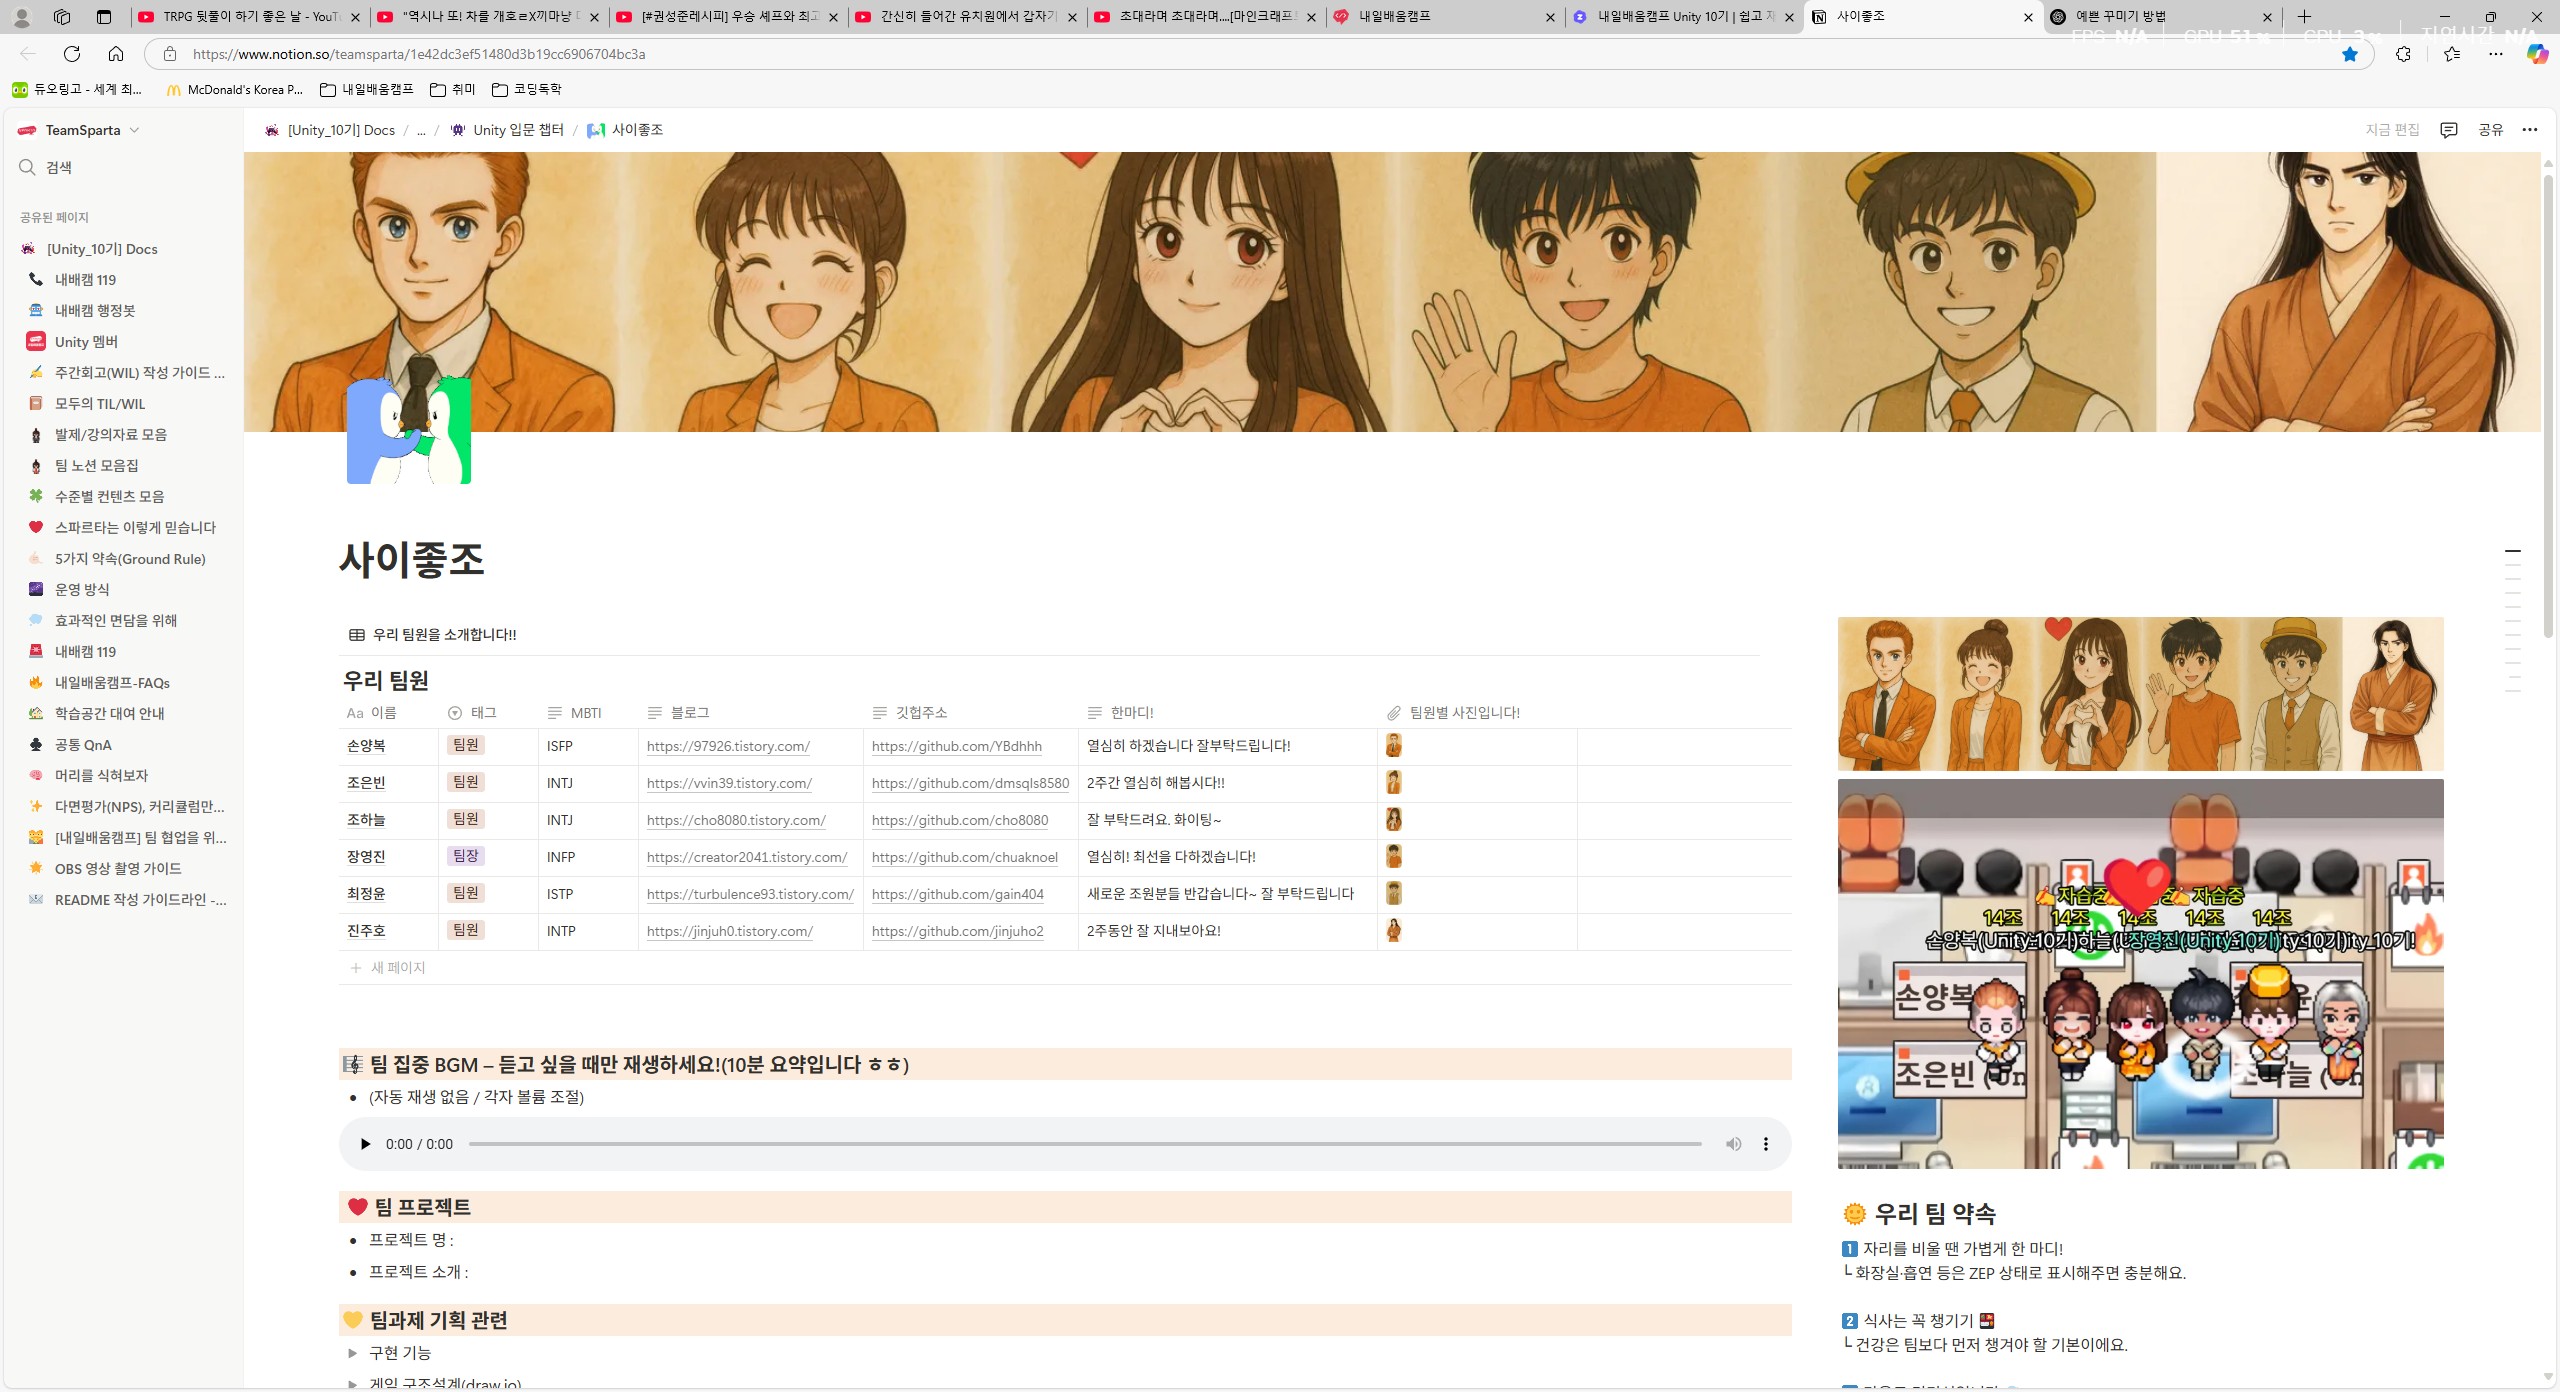 TRPG 뒷풀이 하기 좋은 날 - YouTu
"역시나 또! 차를 개호ㄹX끼마냥 ㄷ
[#권성준레시피] 우승 셰프와 최고
간신히 들어간 유치원에서 갑자기
초대라며 초대라며....[마인크래프트
내일배움캠프
내일배움캠프 Unity 10기 | 쉽고 재
사이좋조
예쁜 꾸미기 방법
https://www.notion.so/teamsparta/1e42dc3ef51480d3b19cc6906704bc3a
듀오링고 - 세계 최...
McDonald's Korea P...
내일배움캠프
취미
코딩독학
TeamSparta
검색
공유된 페이지
[Unity_10기] Docs
내배캠 119
내배캠 행정봇
Unity 멤버
주간회고(WIL) 작성 가이드 ...
모두의 TIL/WIL
발제/강의자료 모음
팀 노션 모음집
수준별 컨텐츠 모음
스파르타는 이렇게 믿습니다
5가지 약속(Ground Rule)
운영 방식
효과적인 면담을 위해
내배캠 119
내일배움캠프-FAQs
학습공간 대여 안내
공통 QnA
머리를 식혀보자
다면평가(NPS), 커리큘럼만...
[내일배움캠프] 팀 협업을 위...
OBS 영상 촬영 가이드
README 작성 가이드라인 -...
[Unity_10기] Docs / ... / Unity 입문 챕터 / 사이좋조
지금 편집
공유
사이좋조
우리 팀원을 소개합니다!!
우리 팀원
Aa 이름 태그 MBTI 블로그 깃헙주소 한마디! 팀원별 사진입니다!
손양복 팀원 ISFP https://97926.tistory.com/ https://github.com/YBdhhh 열심히 하겠습니다 잘부탁드립니다!
조은빈 팀원 INTJ https://vvin39.tistory.com/ https://github.com/dmsqls8580 2주간 열심히 해봅시다!!
조하늘 팀원 INTJ https://cho8080.tistory.com/ https://github.com/cho8080 잘 부탁드려요. 화이팅~
장영진 팀장 INFP https://creator2041.tistory.com/ https://github.com/chuaknoel 열심히! 최선을 다하겠습니다!
최정윤 팀원 ISTP https://turbulence93.tistory.com/ https://github.com/gain404 새로운 조원분들 반갑습니다~ 잘 부탁드립니다
진주호 팀원 INTP https://jinjuh0.tistory.com/ https://github.com/jinjuho2 2주동안 잘 지내보아요!
새 페이지
팀 집중 BGM – 듣고 싶을 때만 재생하세요!(10분 요약입니다 ㅎㅎ)
(자동 재생 없음 / 각자 볼륨 조절)
0:00 / 0:00
팀 프로젝트
프로젝트 명 :
프로젝트 소개 :
팀과제 기획 관련
구현 기능
게임 구조설계(draw.io)
자습중 자습중
14조 14조 14조 14조 14조
손양복(Unity 10기) 장영진(Unity 10기)
손양복
조은빈
우리 팀 약속
1 자리를 비울 땐 가볍게 한 마디!
└ 화장실·흡연 등은 ZEP 상태로 표시해주면 충분해요.
2 식사는 꼭 챙기기
└ 건강은 팀보다 먼저 챙겨야 할 기본이에요.